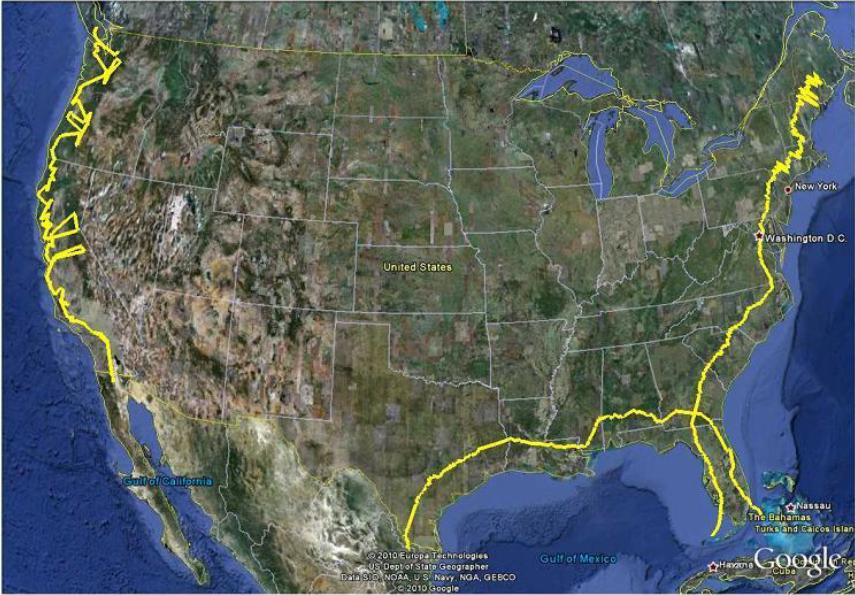 New York
Washington D.C.
United States
Gulf of California
Nassau
The Bahamas
Turks and Caicos Islan
Gulf of Mexico
Cuba
© 2010 Europa Technologies
US Dept of State Geographer
Data SIO, NOAA, U.S. Navy, NGA, GEBCO
© 2010 Google
Google